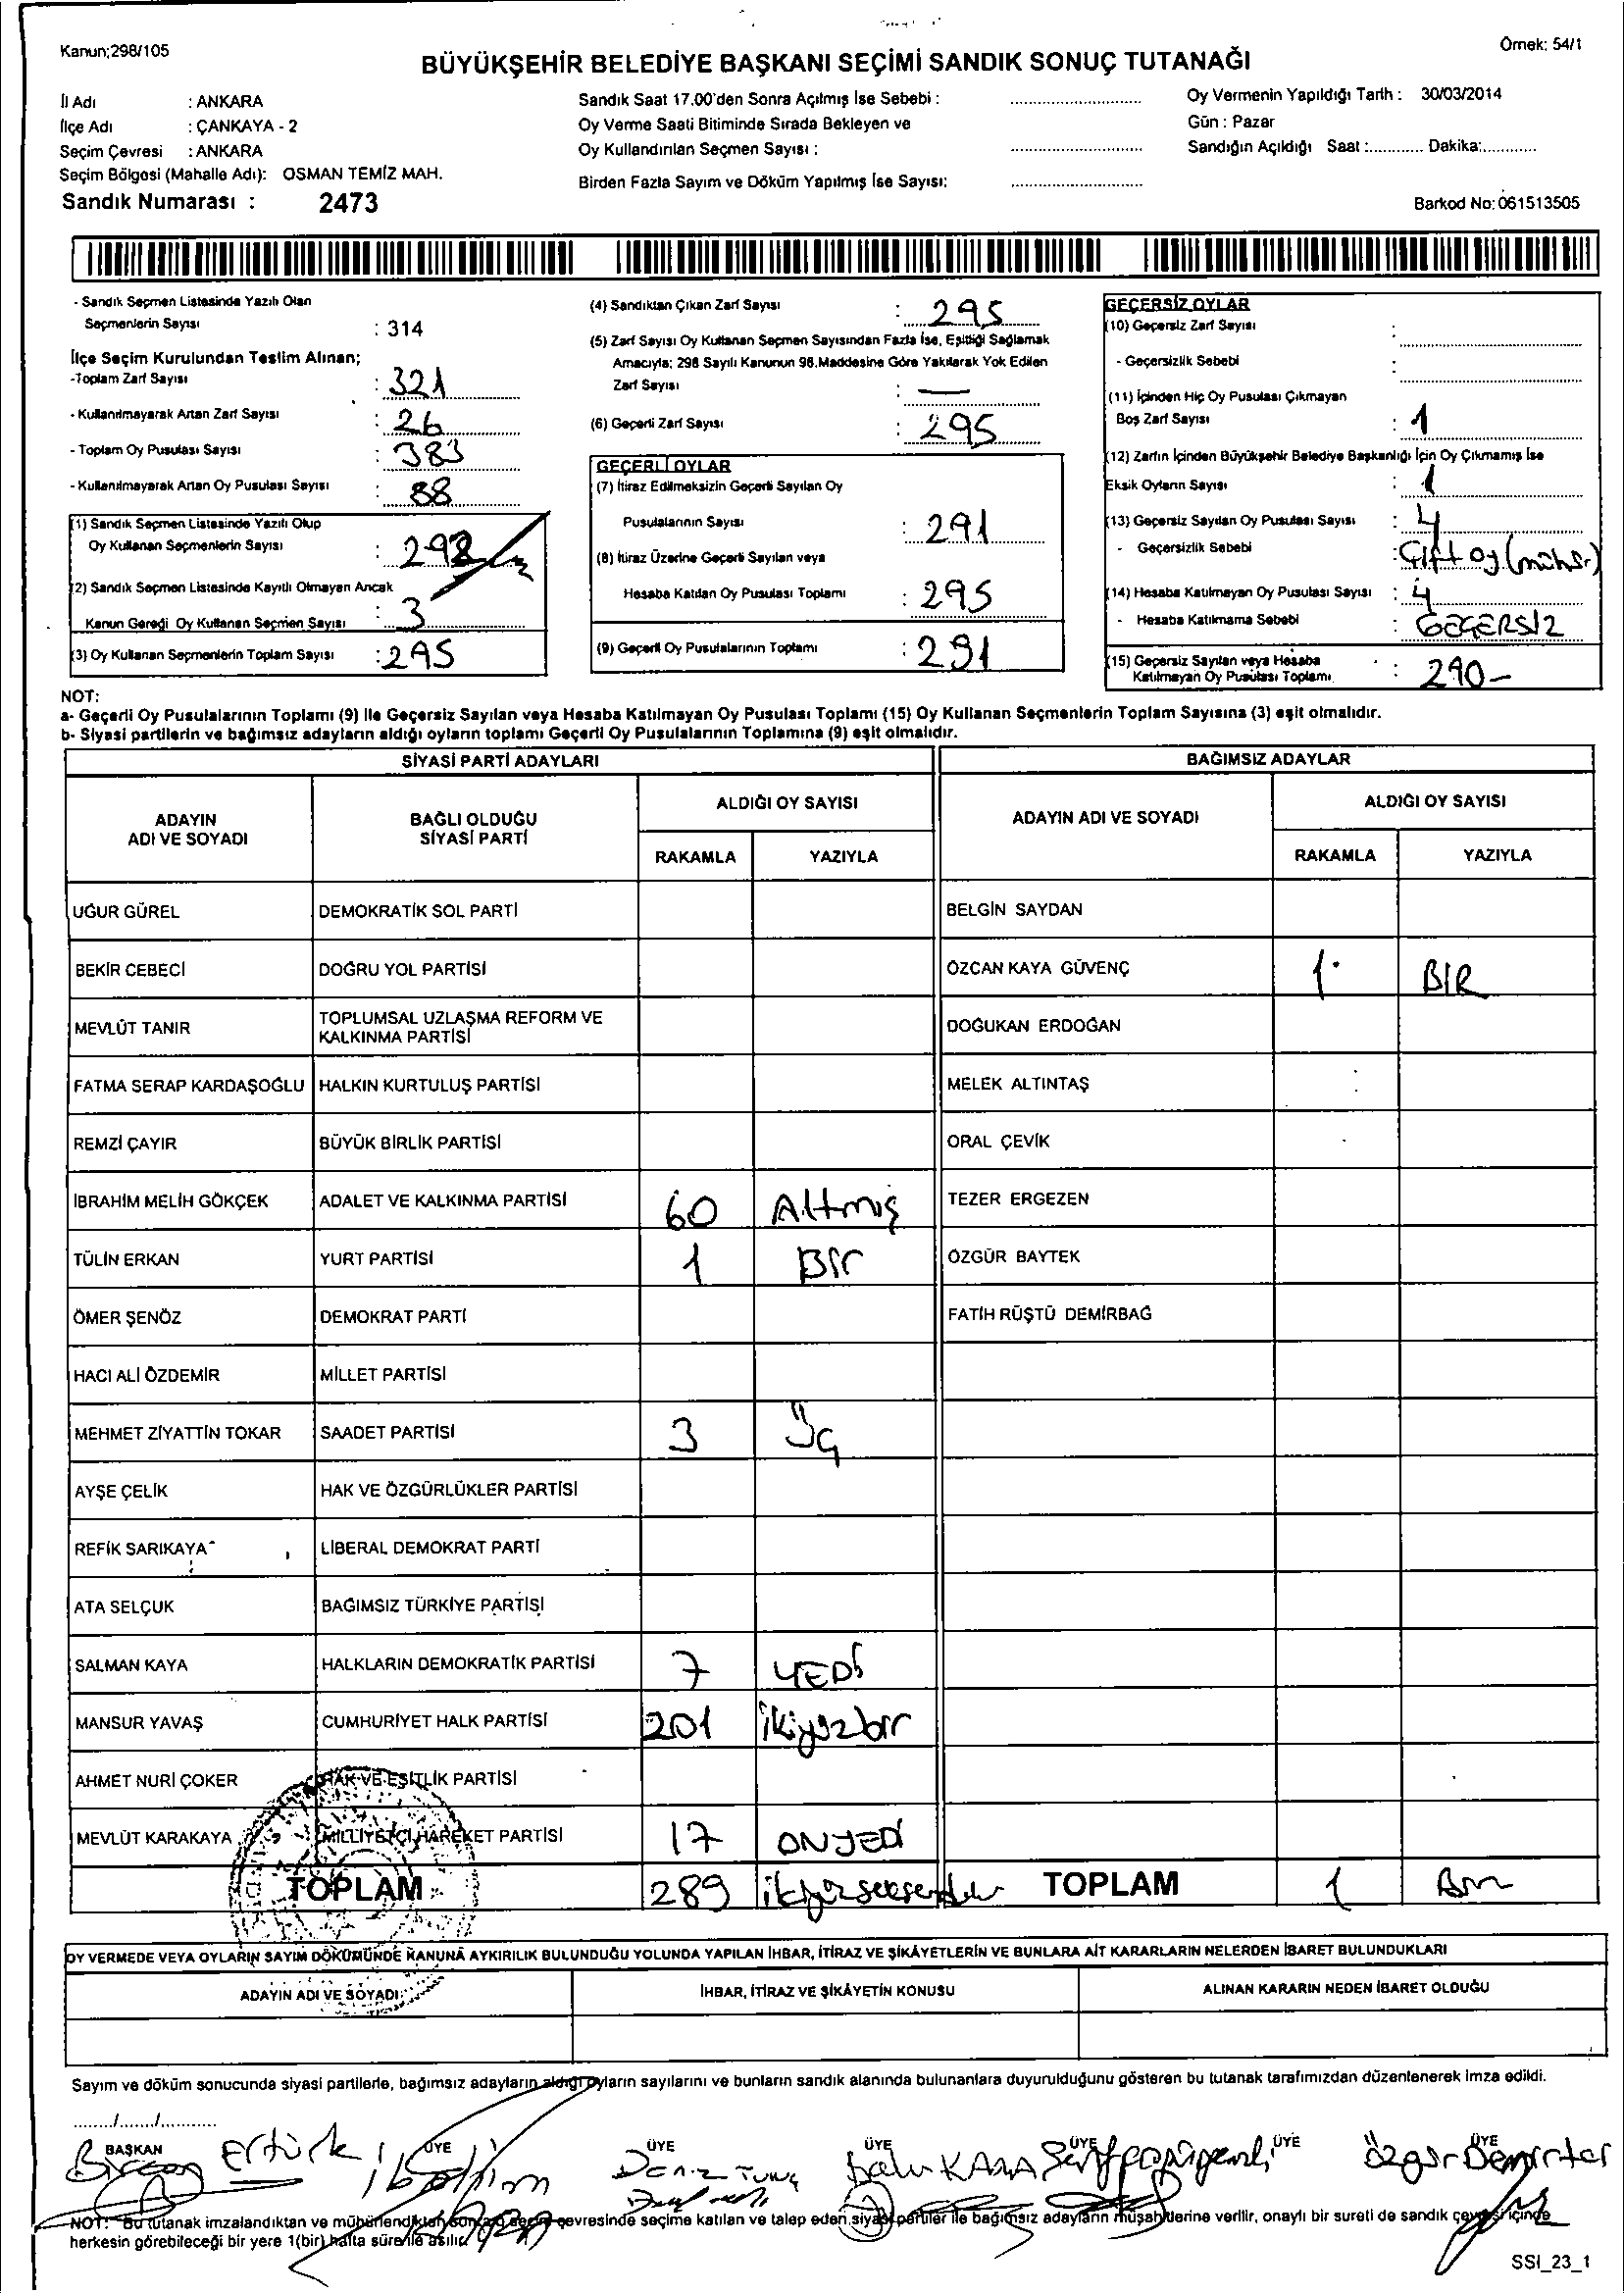 Kanun;298/105
Örnek: 54/1
BÜYÜKŞEHİR BELEDİYE BAŞKANI SEÇİMİ SANDIK SONUÇ TUTANAĞI
İl Adı : ANKARA
İlçe Adı : ÇANKAYA - 2
Seçim Çevresi : ANKARA
Seçim Bölgesi (Mahalle Adı): OSMAN TEMİZ MAH.
Sandık Numarası : 2473
Sandık Saat 17.00'den Sonra Açılmış İse Sebebi :
Oy Verme Saati Bitiminde Sırada Bekleyen ve
Oy Kullandırılan Seçmen Sayısı :
Birden Fazla Sayım ve Döküm Yapılmış İse Sayısı:
Oy Vermenin Yapıldığı Tarih : 30/03/2014
Gün : Pazar
Sandığın Açıldığı Saat :............ Dakika:............
Barkod No: 061513505
- Sandık Seçmen Listesinde Yazılı Olan
Seçmenlerin Sayısı : 314
İlçe Seçim Kurulundan Teslim Alınan;
-Toplam Zarf Sayısı : 321
- Kullanılmayarak Artan Zarf Sayısı : 26
- Toplam Oy Pusulası Sayısı : 383
- Kullanılmayarak Artan Oy Pusulası Sayısı : 88
(1) Sandık Seçmen Listesinde Yazılı Olup
Oy Kullanan Seçmenlerin Sayısı : 292
(2) Sandık Seçmen Listesinde Kayıtlı Olmayan Ancak
Kanun Gereği Oy Kullanan Seçmen Sayısı : 3
(3) Oy Kullanan Seçmenlerin Toplam Sayısı : 295
(4) Sandıktan Çıkan Zarf Sayısı : 295
(5) Zarf Sayısı Oy Kullanan Seçmen Sayısından Fazla İse, Eşitliği Sağlamak
Amacıyla; 298 Sayılı Kanunun 98.Maddesine Göre Yakılarak Yok Edilen
Zarf Sayısı : —
(6) Geçerli Zarf Sayısı : 295
GEÇERLİ OYLAR
(7) İtiraz Edilmeksizin Geçerli Sayılan Oy
Pusulalarının Sayısı : 291
(8) İtiraz Üzerine Geçerli Sayılan veya
Hesaba Katılan Oy Pusulası Toplamı : 295
(9) Geçerli Oy Pusulalarının Toplamı : 291
GEÇERSİZ OYLAR
(10) Geçersiz Zarf Sayısı :
- Geçersizlik Sebebi :
(11) İçinden Hiç Oy Pusulası Çıkmayan
Boş Zarf Sayısı : 1
(12) Zarfın İçinden Büyükşehir Belediye Başkanlığı İçin Oy Çıkmamış İse
Eksik Oyların Sayısı : 1
(13) Geçersiz Sayılan Oy Pusulası Sayısı : 4
- Geçersizlik Sebebi : Çift oy (mühür)
(14) Hesaba Katılmayan Oy Pusulası Sayısı : 4
- Hesaba Katılmama Sebebi : GEÇERSİZ
(15) Geçersiz Sayılan veya Hesaba
Katılmayan Oy Pusulası Toplamı : 290-
NOT:
a- Geçerli Oy Pusulalarının Toplamı (9) ile Geçersiz Sayılan veya Hesaba Katılmayan Oy Pusulası Toplamı (15) Oy Kullanan Seçmenlerin Toplam Sayısına (3) eşit olmalıdır.
b- Siyasi partilerin ve bağımsız adayların aldığı oyların toplamı Geçerli Oy Pusulalarının Toplamına (9) eşit olmalıdır.
SİYASİ PARTİ ADAYLARI BAĞIMSIZ ADAYLAR
ADAYIN ADI VE SOYADI BAĞLI OLDUĞU SİYASİ PARTİ ALDIĞI OY SAYISI ADAYIN ADI VE SOYADI ALDIĞI OY SAYISI
RAKAMLA YAZIYLA RAKAMLA YAZIYLA
UĞUR GÜREL DEMOKRATİK SOL PARTİ BELGİN SAYDAN
BEKİR CEBECİ DOĞRU YOL PARTİSİ ÖZCAN KAYA GÜVENÇ 1 BİR
MEVLÜT TANIR TOPLUMSAL UZLAŞMA REFORM VE KALKINMA PARTİSİ DOĞUKAN ERDOĞAN
FATMA SERAP KARDAŞOĞLU HALKIN KURTULUŞ PARTİSİ MELEK ALTINTAŞ
REMZİ ÇAYIR BÜYÜK BİRLİK PARTİSİ ORAL ÇEVİK
İBRAHİM MELİH GÖKÇEK ADALET VE KALKINMA PARTİSİ 60 Altmış TEZER ERGEZEN
TÜLİN ERKAN YURT PARTİSİ 1 Bir ÖZGÜR BAYTEK
ÖMER ŞENÖZ DEMOKRAT PARTİ FATİH RÜŞTÜ DEMİRBAĞ
HACI ALİ ÖZDEMİR MİLLET PARTİSİ
MEHMET ZİYATTİN TOKAR SAADET PARTİSİ 3 Üç
AYŞE ÇELİK HAK VE ÖZGÜRLÜKLER PARTİSİ
REFİK SARIKAYA LİBERAL DEMOKRAT PARTİ
ATA SELÇUK BAĞIMSIZ TÜRKİYE PARTİSİ
SALMAN KAYA HALKLARIN DEMOKRATİK PARTİSİ 7 YEDİ
MANSUR YAVAŞ CUMHURİYET HALK PARTİSİ 201 ikiyüzbir
AHMET NURİ ÇOKER HAK VE EŞİTLİK PARTİSİ
MEVLÜT KARAKAYA MİLLİYETÇİ HAREKET PARTİSİ 17 ONYEDİ
TOPLAM 289 ikiyüzseksendokuz TOPLAM 1 Bir
OY VERMEDE VEYA OYLARIN SAYIM DÖKÜMÜNDE KANUNA AYKIRILIK BULUNDUĞU YOLUNDA YAPILAN İHBAR, İTİRAZ VE ŞİKÂYETLERİN VE BUNLARA AİT KARARLARIN NELERDEN İBARET BULUNDUKLARI
ADAYIN ADI VE SOYADI İHBAR, İTİRAZ VE ŞİKÂYETİN KONUSU ALINAN KARARIN NEDEN İBARET OLDUĞU
Sayım ve döküm sonucunda siyasi partilerle, bağımsız adayların aldığı oyların sayılarını ve bunların sandık alanında bulunanlara duyurulduğunu gösteren bu tutanak tarafımızdan düzenlenerek imza edildi.
......./......./............
BAŞKAN ÜYE ÜYE ÜYE ÜYE ÜYE ÜYE
Ertürk DENİZ TUNÇ KARA Özgür
NOT: Bu tutanak imzalandıktan ve mühürlendikten sonra seçim çevresinde seçime katılan ve talep eden siyasi partiler ile bağımsız adayların müşahitlerine verilir, onaylı bir sureti de sandık çevresi içinde
herkesin görebileceği bir yere 1(bir) hafta süre ile asılır.
SSI_23_1